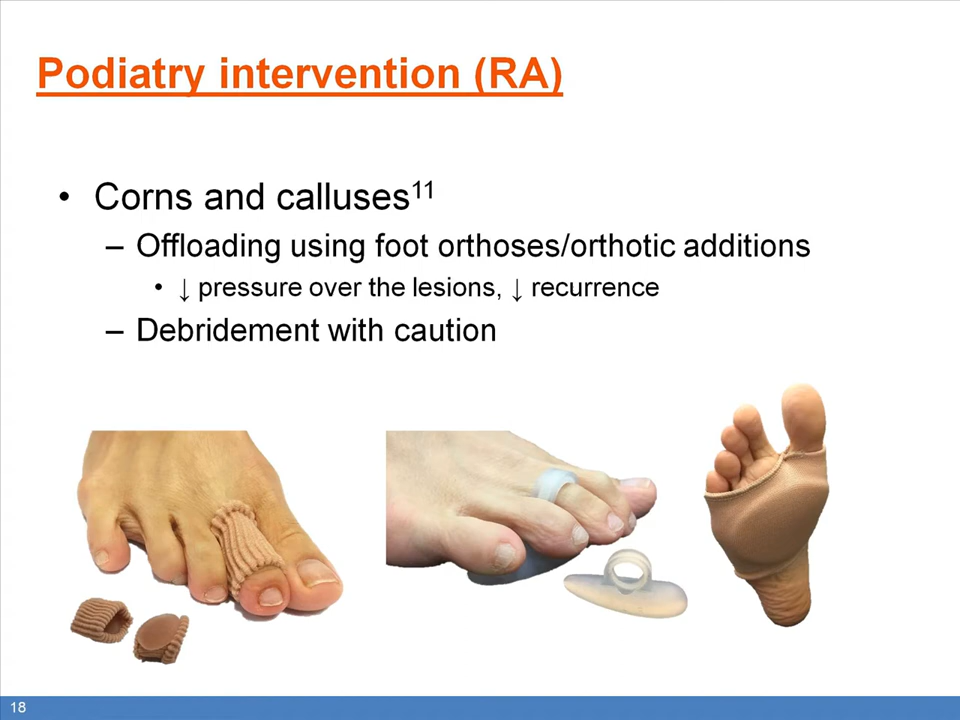 Podiatry intervention (RA)
• Corns and calluses¹¹
– Offloading using foot orthoses/orthotic additions
• ↓ pressure over the lesions, ↓ recurrence
– Debridement with caution
18